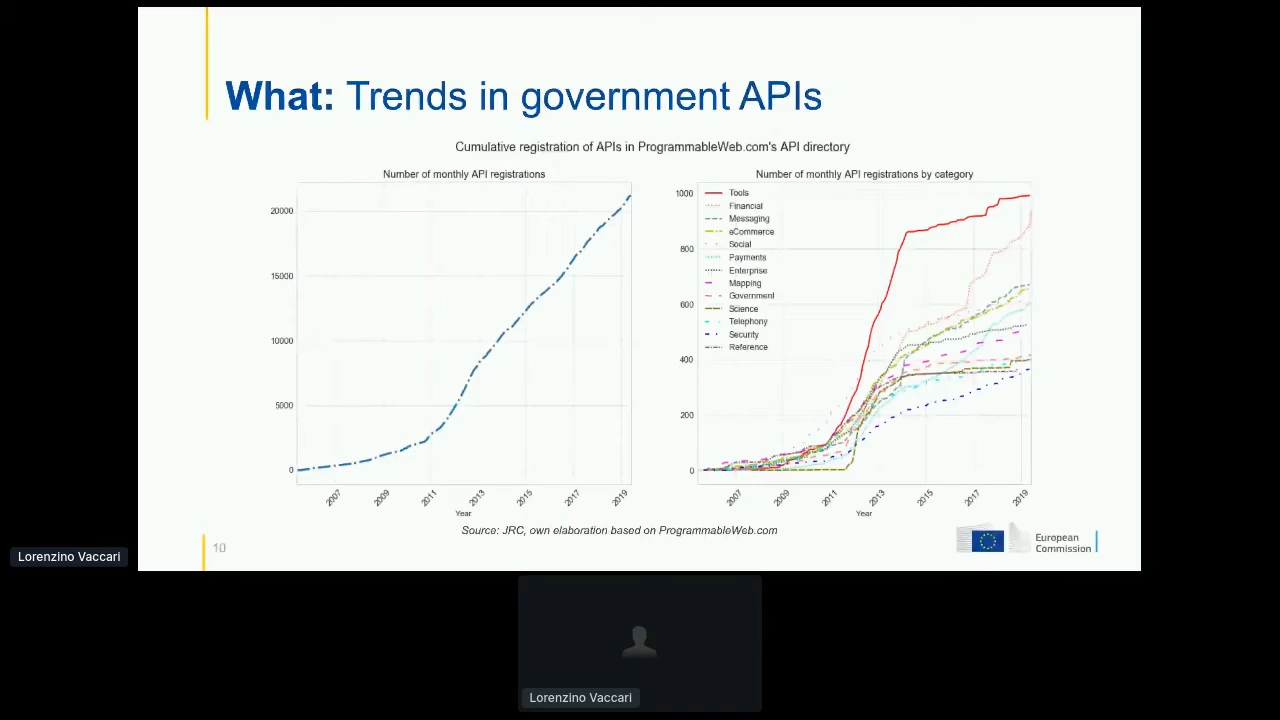 What: Trends in government APIs
Cumulative registration of APIs in ProgrammableWeb.com's API directory
Number of monthly API registrations
20000
15000
10000
5000
0
2007
2009
2011
2013
2015
2017
2019
Year
Number of monthly API registrations by category
1000
800
600
400
200
0
Tools
Financial
Messaging
eCommerce
Social
Payments
Enterprise
Mapping
Government
Science
Telephony
Security
Reference
2007
2009
2011
2013
2015
2017
2019
Year
Source: JRC, own elaboration based on ProgrammableWeb.com
10
European
Commission
Lorenzino Vaccari
Lorenzino Vaccari